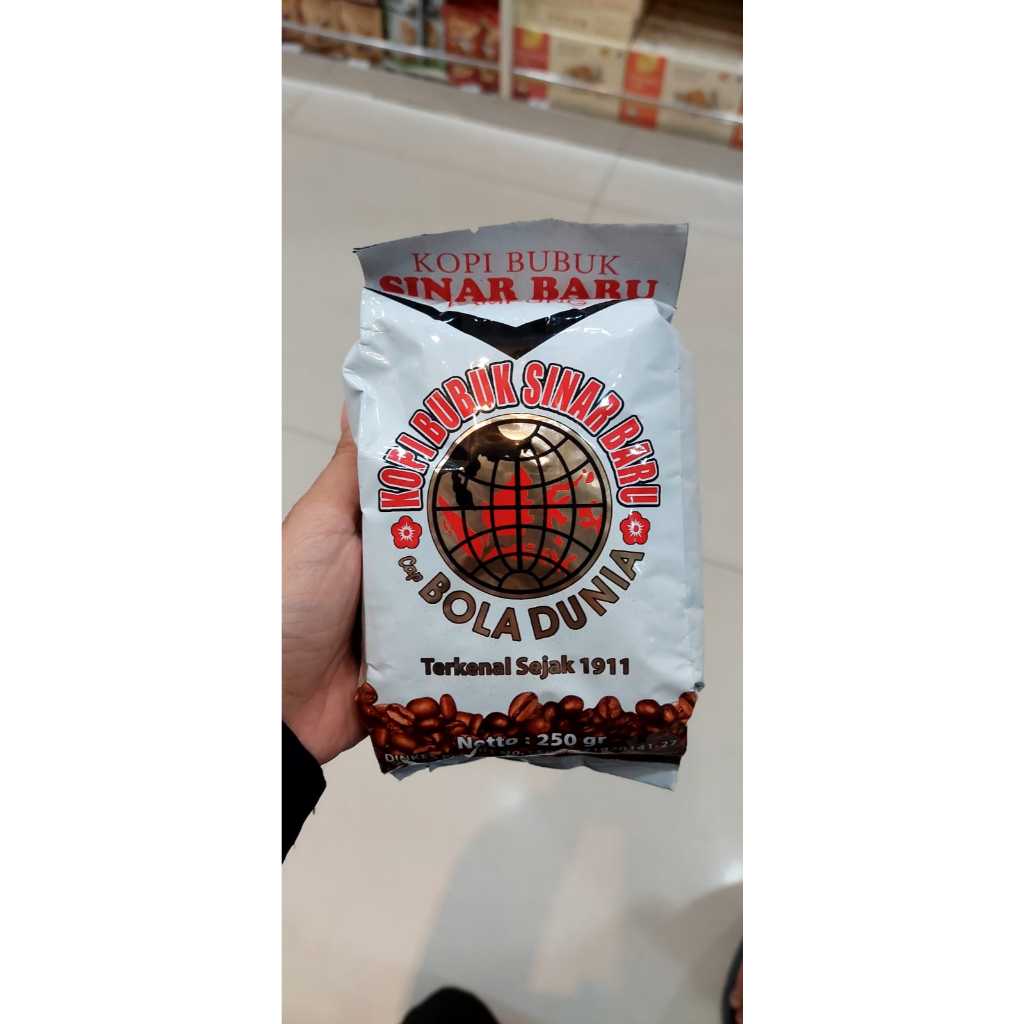 KOPI BUBUK
SINAR BARU
KOPI BUBUK SINAR BARU
Cap
BOLA DUNIA
Terkenal Sejak 1911
Netto : 250 gr